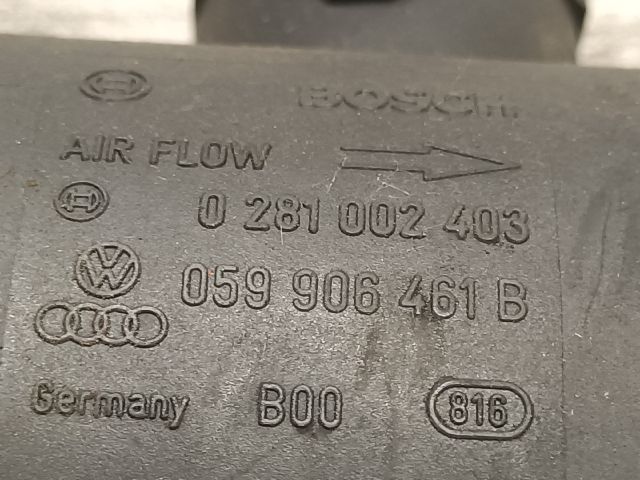 BOSCH
AIR FLOW
0 281 002 403
059 906 461 B
Germany B00 816